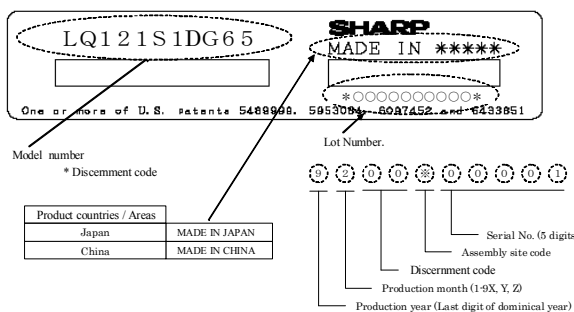 SHARP
LQ121S1DG65
MADE IN *****
*○○○○○○○○○○*
One or more of U.S. Patents 5489999, 5953084, 6097452 and 6433851
Lot Number.
Model number
* Discernment code
9 2 0 0 ※ 0 0 0 0 1
Product countries / Areas
Japan MADE IN JAPAN
China MADE IN CHINA
Serial No. (5 digits
Assembly site code
Discernment code
Production month (1-9X, Y, Z)
Production year (Last digit of dominical year)